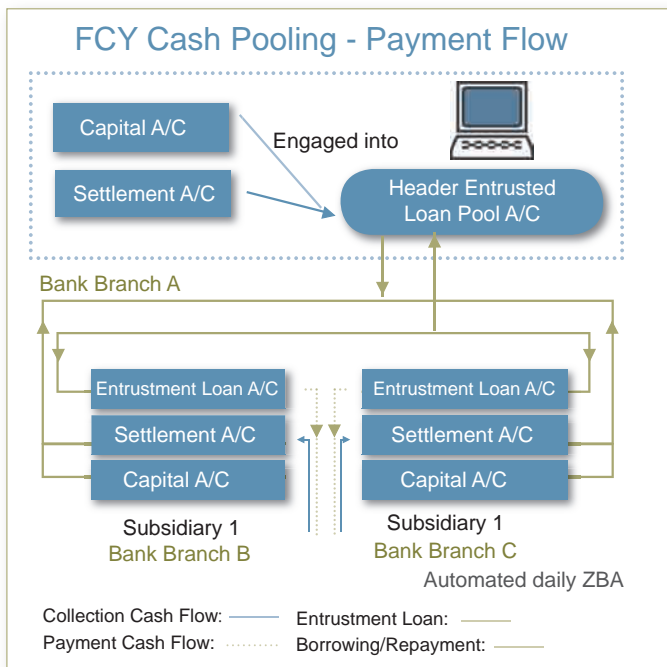 FCY Cash Pooling - Payment Flow
Capital A/C
Engaged into
Settlement A/C
Header Entrusted
Loan Pool A/C
Bank Branch A
Entrustment Loan A/C
Settlement A/C
Capital A/C
Subsidiary 1
Bank Branch B
Entrustment Loan A/C
Settlement A/C
Capital A/C
Subsidiary 1
Bank Branch C
Automated daily ZBA
Collection Cash Flow:
Entrustment Loan:
Payment Cash Flow:
Borrowing/Repayment: